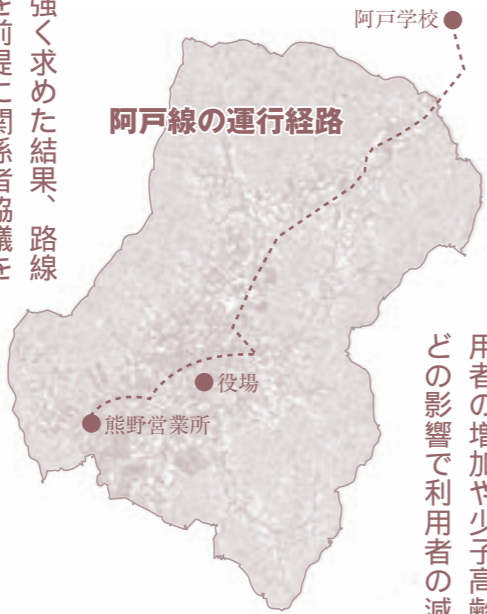 阿戸学校
阿戸線の運行経路
役場
熊野営業所
用者の増加や少子高齢
どの影響で利用者の減
強く求めた結果、路線
を前提に関係者協議を